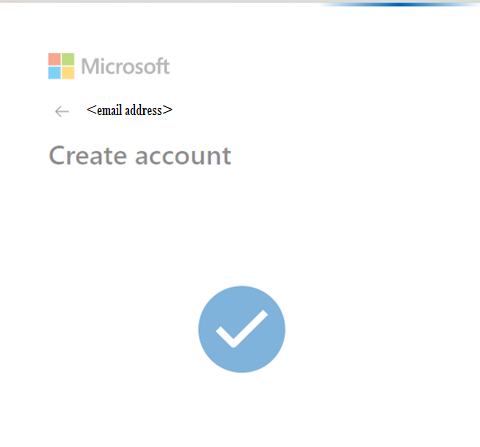 Microsoft
<email address>
Create account